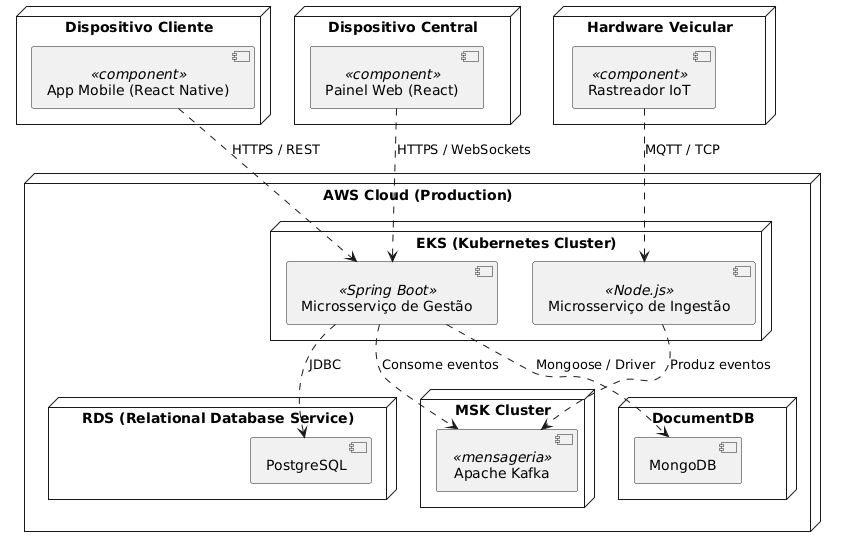 Dispositivo Cliente
«component»
App Mobile (React Native)
Dispositivo Central
«component»
Painel Web (React)
Hardware Veicular
«component»
Rastreador IoT
HTTPS / REST
HTTPS / WebSockets
MQTT / TCP
AWS Cloud (Production)
EKS (Kubernetes Cluster)
«Spring Boot»
Microsserviço de Gestão
«Node.js»
Microsserviço de Ingestão
JDBC
Consome eventos
Mongoose / Driver
Produz eventos
RDS (Relational Database Service)
PostgreSQL
MSK Cluster
«mensageria»
Apache Kafka
DocumentDB
MongoDB